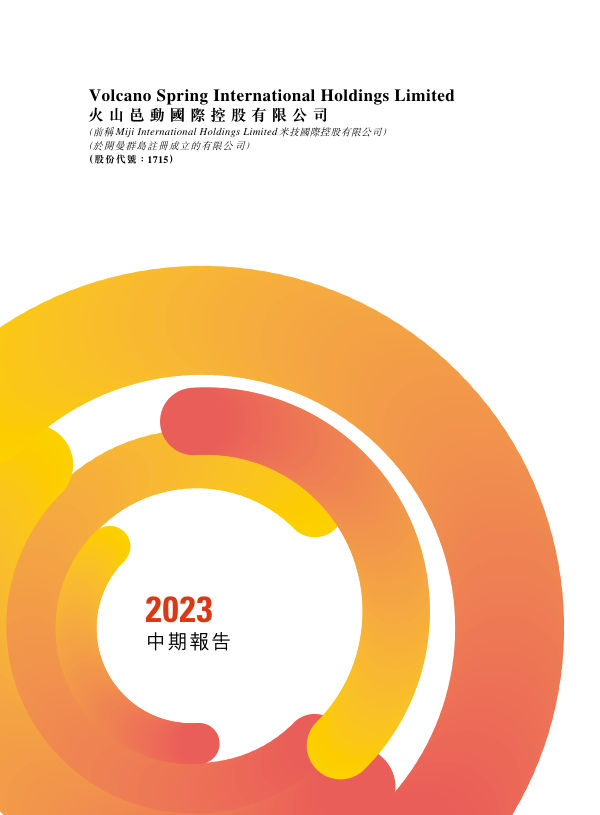 Volcano Spring International Holdings Limited
火山邑動國際控股有限公司
(前稱Miji International Holdings Limited米技國際控股有限公司)
(於開曼群島註冊成立的有限公司)
(股份代號：1715)
2023
中期報告